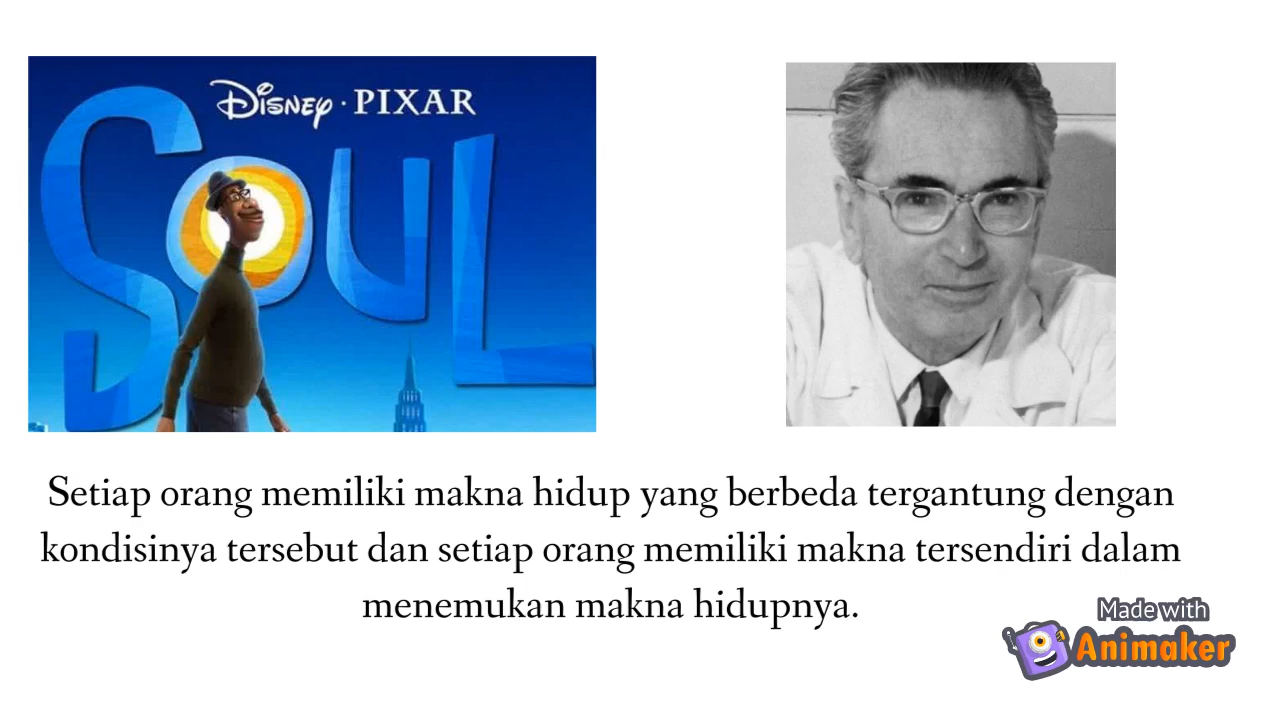 Disney · PIXAR
SOUL
Setiap orang memiliki makna hidup yang berbeda tergantung dengan
kondisinya tersebut dan setiap orang memiliki makna tersendiri dalam
menemukan makna hidupnya.
Made with
Animaker